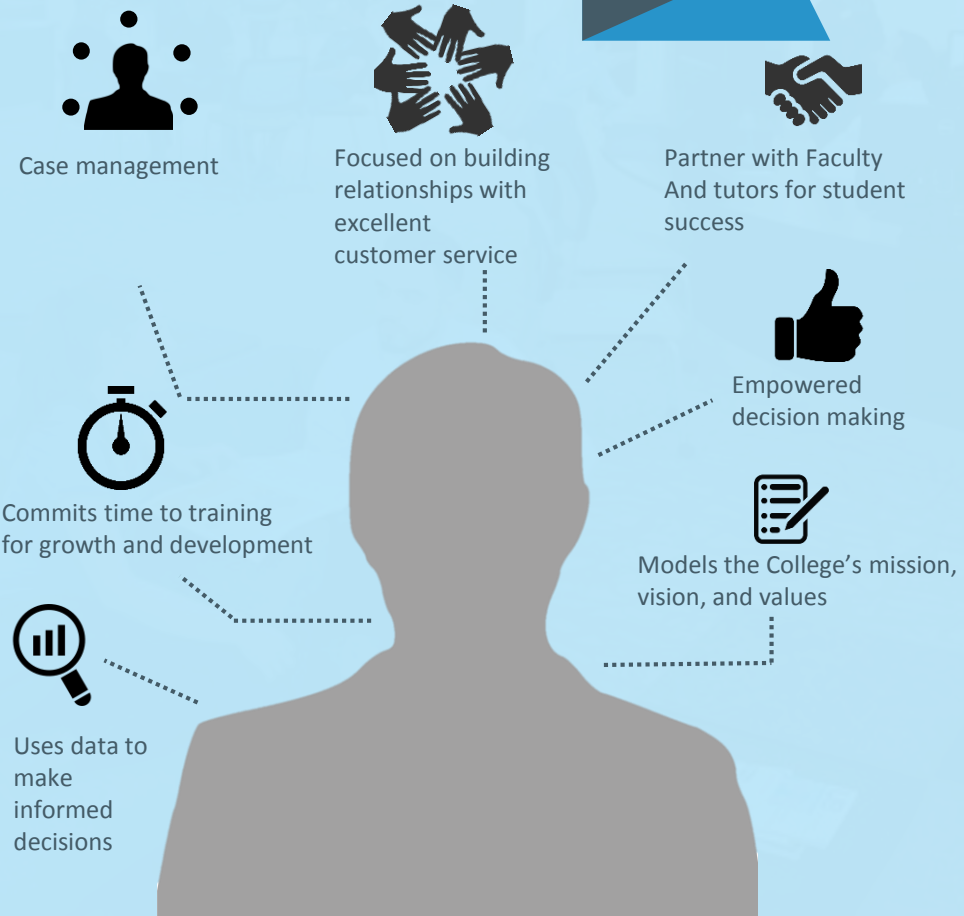 Case management
Focused on building
relationships with
excellent
customer service
Partner with Faculty
And tutors for student
success
Empowered
decision making
Commits time to training
for growth and development
Models the College’s mission,
vision, and values
Uses data to
make
informed
decisions